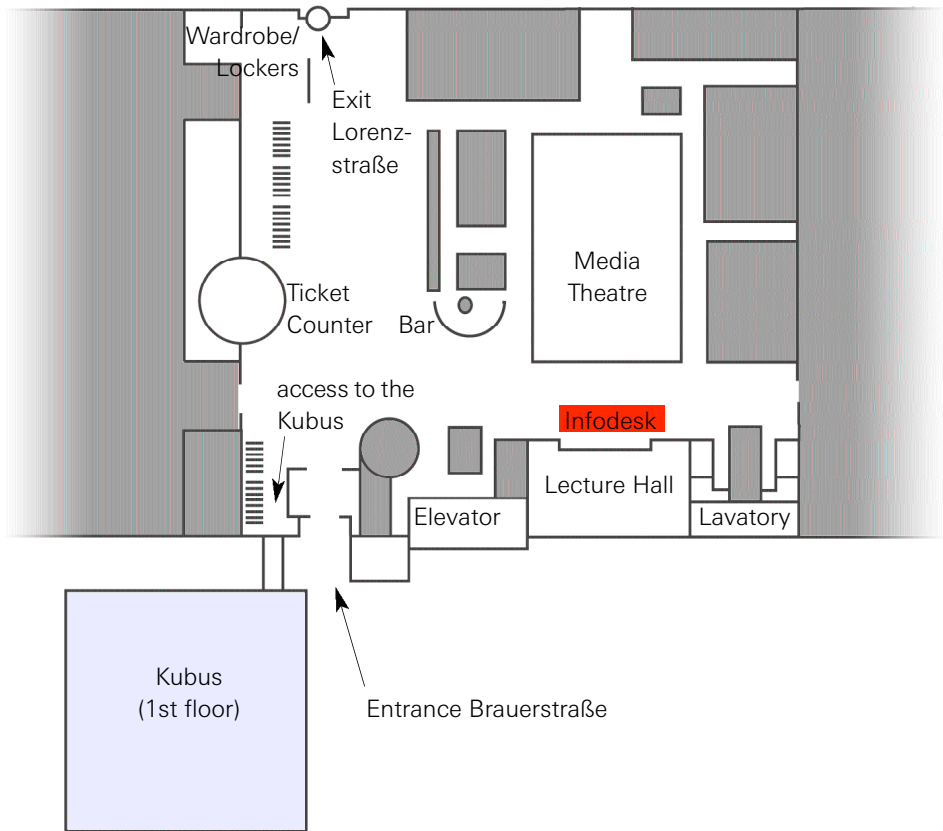 Wardrobe/
Lockers
Exit
Lorenz-
straße
Media
Theatre
Ticket
Counter
Bar
access to the
Kubus
Infodesk
Lecture Hall
Elevator
Lavatory
Kubus
(1st floor)
Entrance Brauerstraße